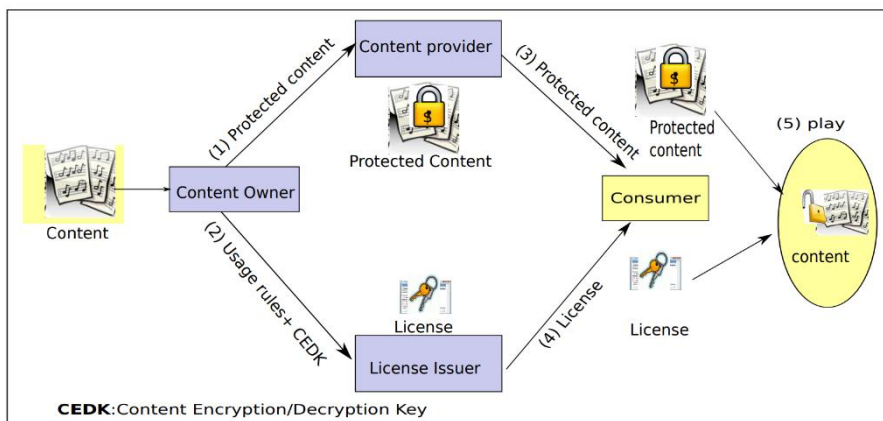 Content provider
(1) Protected content
(3) Protected content
$
Protected Content
$
Protected
content
(5) play
Content
Content Owner
Consumer
content
(2) Usage rules+ CEDK
License
License Issuer
(4) License
License
CEDK:Content Encryption/Decryption Key